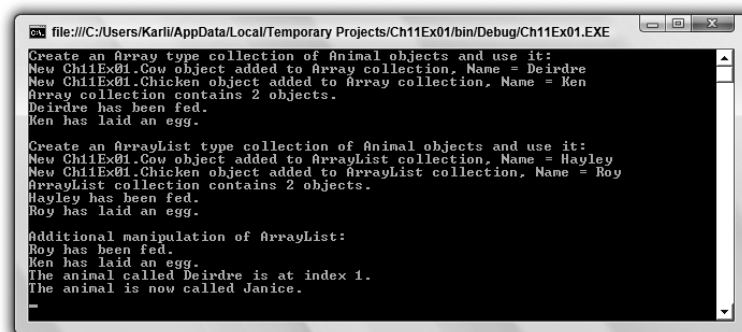 file:///C:/Users/Karli/AppData/Local/Temporary Projects/Ch11Ex01/bin/Debug/Ch11Ex01.EXE
Create an Array type collection of Animal objects and use it:
New Ch11Ex01.Cow object added to Array collection, Name = Deirdre
New Ch11Ex01.Chicken object added to Array collection, Name = Ken
Array collection contains 2 objects.
Deirdre has been fed.
Ken has laid an egg.
Create an ArrayList type collection of Animal objects and use it:
New Ch11Ex01.Cow object added to ArrayList collection, Name = Hayley
New Ch11Ex01.Chicken object added to ArrayList collection, Name = Roy
ArrayList collection contains 2 objects.
Hayley has been fed.
Roy has laid an egg.
Additional manipulation of ArrayList:
Roy has been fed.
Ken has laid an egg.
The animal called Deirdre is at index 1.
The animal is now called Janice.